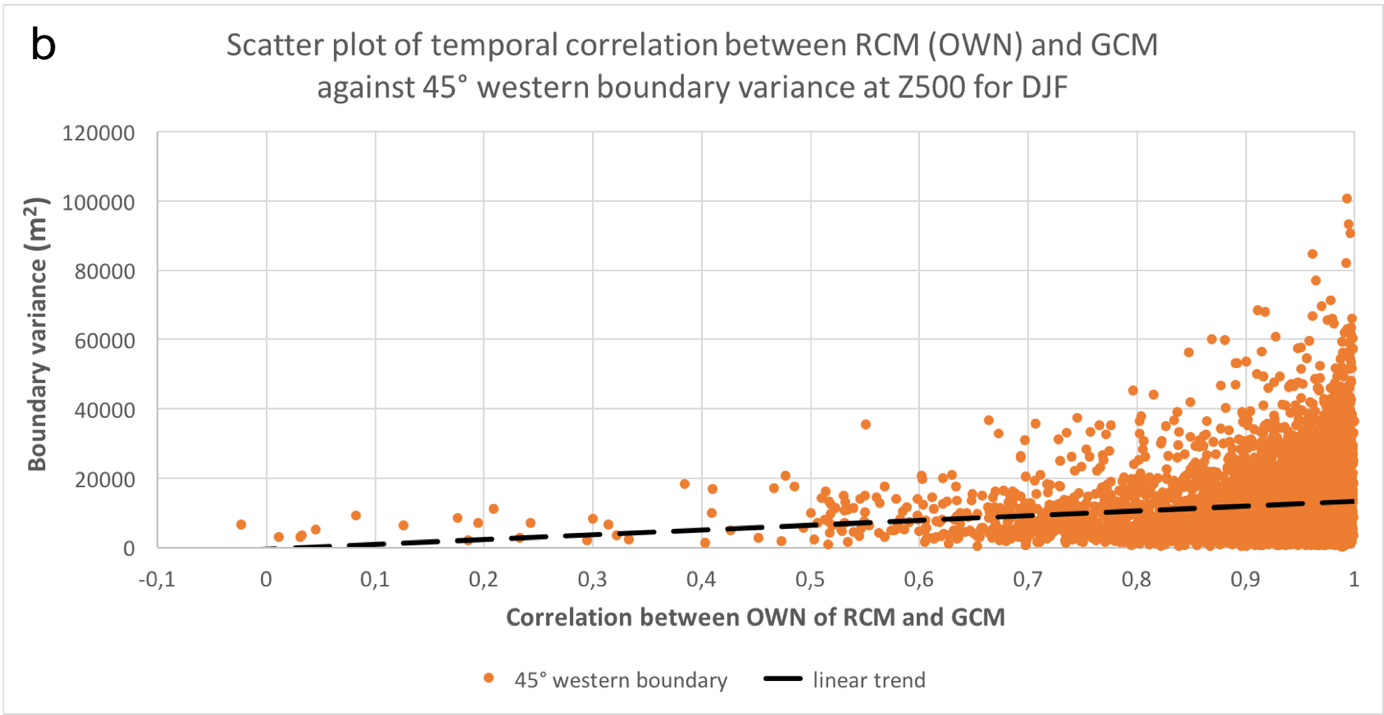 b
Scatter plot of temporal correlation between RCM (OWN) and GCM
against 45° western boundary variance at Z500 for DJF
Boundary variance (m²)
120000
100000
80000
60000
40000
20000
0
-0,1 0 0,1 0,2 0,3 0,4 0,5 0,6 0,7 0,8 0,9 1
Correlation between OWN of RCM and GCM
45° western boundary linear trend